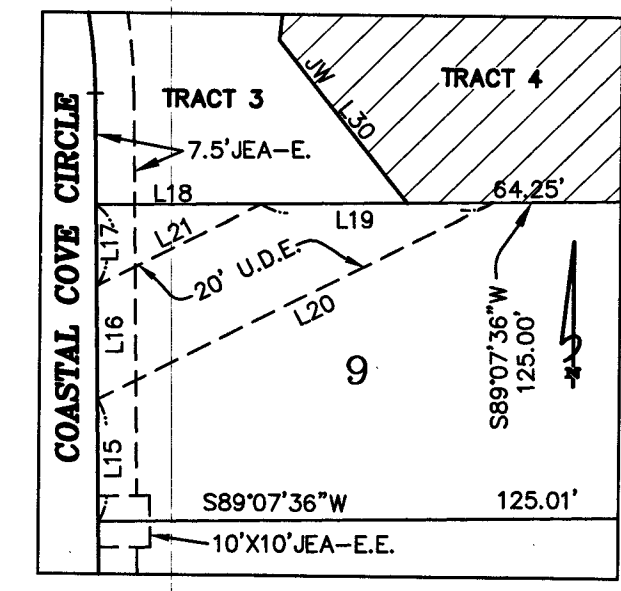 TRACT 3
TRACT 4
JW
L30
7.5'JEA-E.
L18
64.25'
L17
L21
L19
20' U.D.E.
L16
L20
COASTAL COVE CIRCLE
S89°07'36"W
125.00'
N
9
L15
S89°07'36"W
125.01'
10'X10'JEA-E.E.